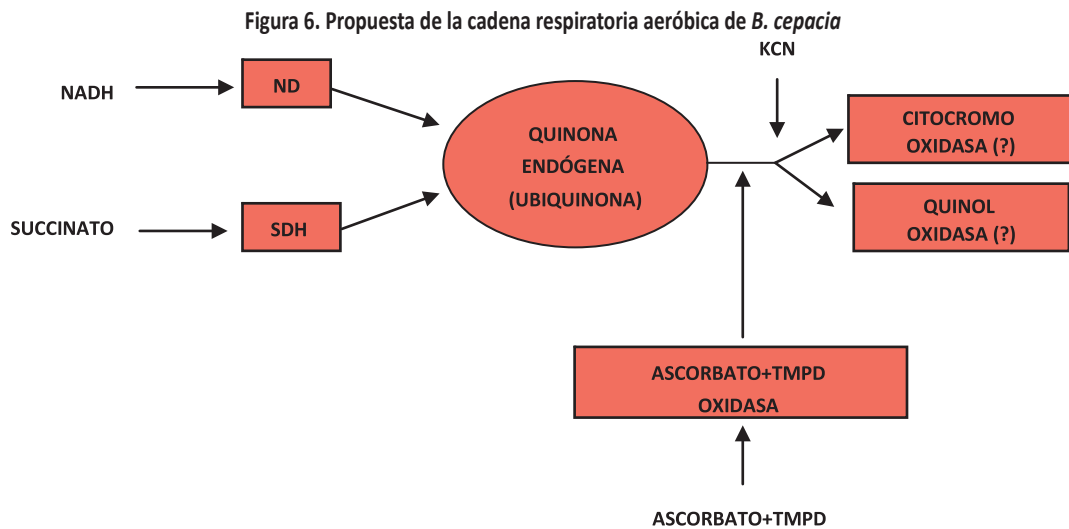 Figura 6. Propuesta de la cadena respiratoria aeróbica de B. cepacia
KCN
NADH
ND
QUINONA
ENDÓGENA
(UBIQUINONA)
CITOCROMO
OXIDASA (?)
SUCCINATO
SDH
QUINOL
OXIDASA (?)
ASCORBATO+TMPD
OXIDASA
ASCORBATO+TMPD